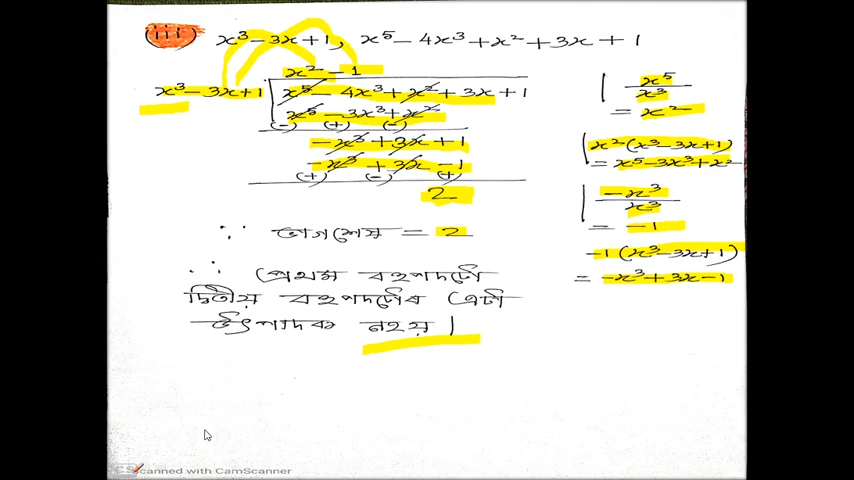 (iii) x³ - 3x + 1, x⁵ - 4x³ + x² + 3x + 1
x² - 1
x³ - 3x + 1 | x⁵ - 4x³ + x² + 3x + 1
x⁵ - 3x³ + x²
(-) (+) (-)
- x³ + 3x + 1
- x³ + 3x - 1
(+) (-) (+)
2
∵ ভাগশেষ = 2
∴ প্ৰথম বহুপদটো
দ্বিতীয় বহুপদটোৰ এটা
উৎপাদক নহয়।
| x⁵/x³
= x²
| x²(x³ - 3x + 1)
= x⁵ - 3x³ + x²
| -x³/x³
= -1
-1(x³ - 3x + 1)
= -x³ + 3x - 1
CS Scanned with CamScanner